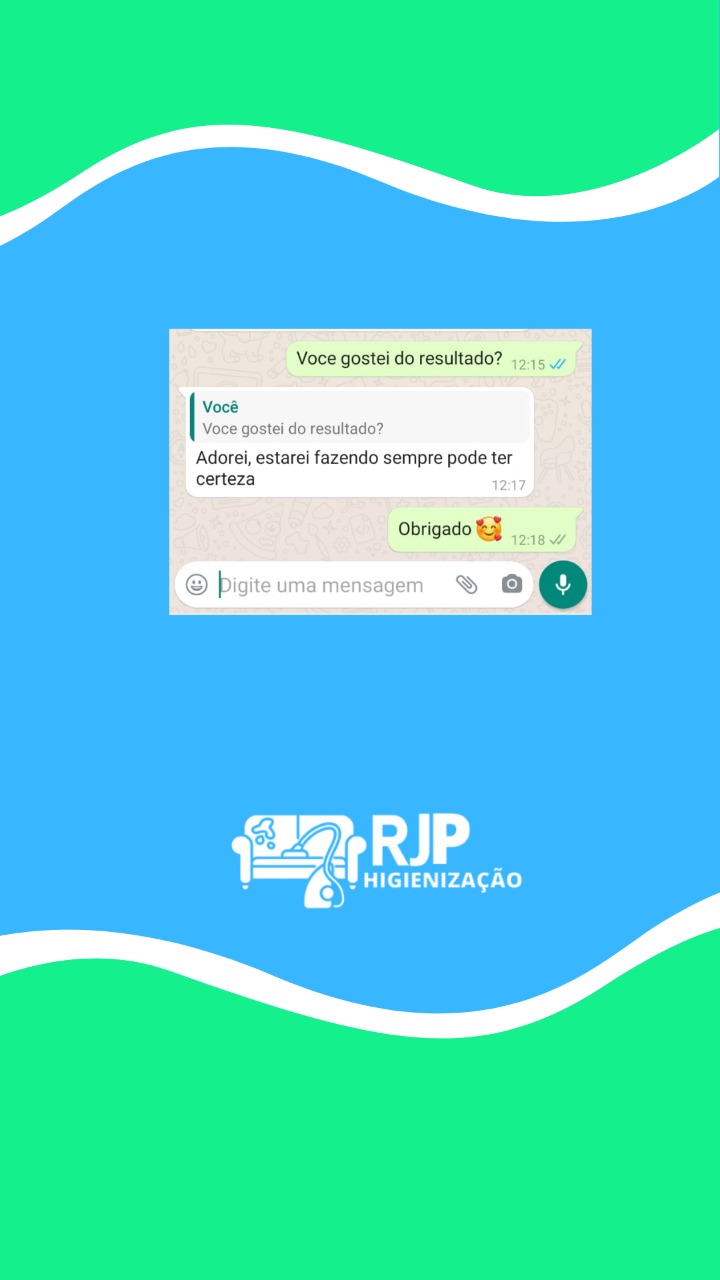 Voce gostei do resultado? 12:15
Você
Voce gostei do resultado?
Adorei, estarei fazendo sempre pode ter
certeza
12:17
Obrigado 🥰 12:18
Digite uma mensagem
RJP
HIGIENIZAÇÃO